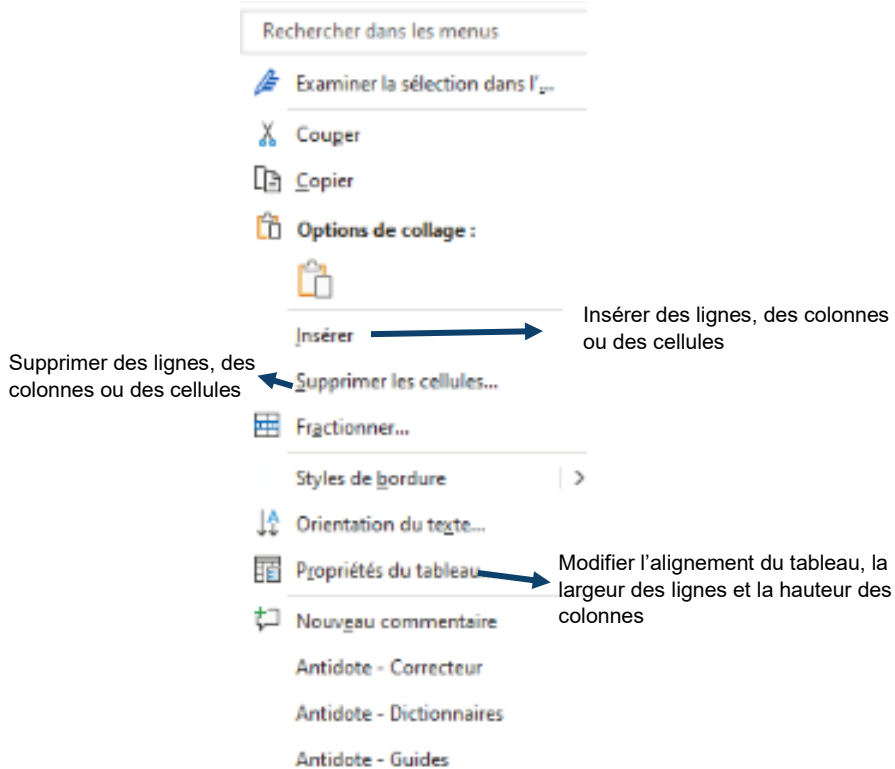 Rechercher dans les menus
Examiner la sélection dans l'...
Couper
Copier
Options de collage :
Insérer
Insérer des lignes, des colonnes
ou des cellules
Supprimer des lignes, des
colonnes ou des cellules
Supprimer les cellules...
Fractionner...
Styles de bordure
Orientation du texte...
Propriétés du tableau
Modifier l'alignement du tableau, la
largeur des lignes et la hauteur des
colonnes
Nouveau commentaire
Antidote - Correcteur
Antidote - Dictionnaires
Antidote - Guides